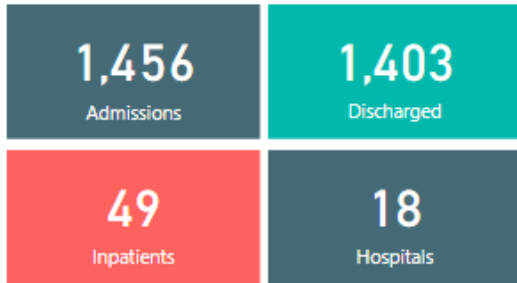 1,456
Admissions
1,403
Discharged
49
Inpatients
18
Hospitals